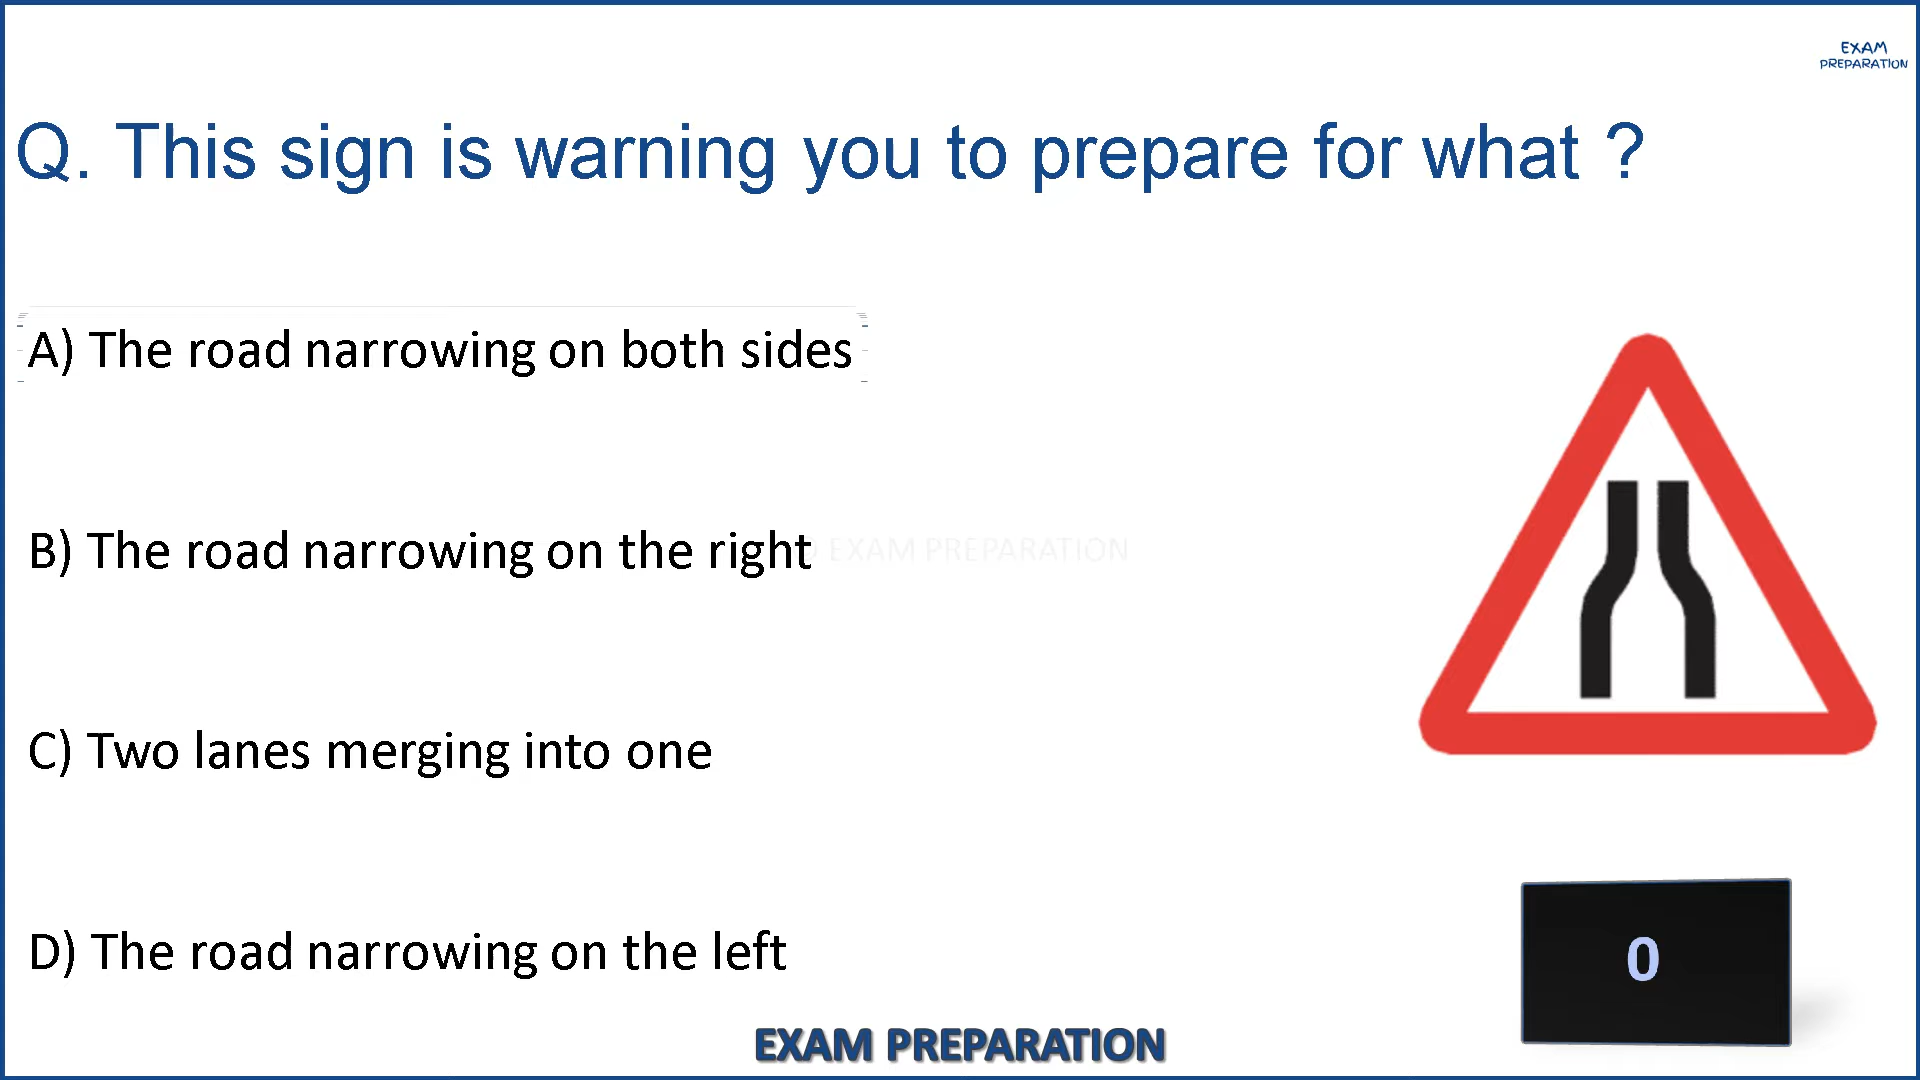 EXAM
PREPARATION
Q. This sign is warning you to prepare for what ?
A) The road narrowing on both sides
B) The road narrowing on the right
EXAM PREPARATION
C) Two lanes merging into one
D) The road narrowing on the left
0
EXAM PREPARATION